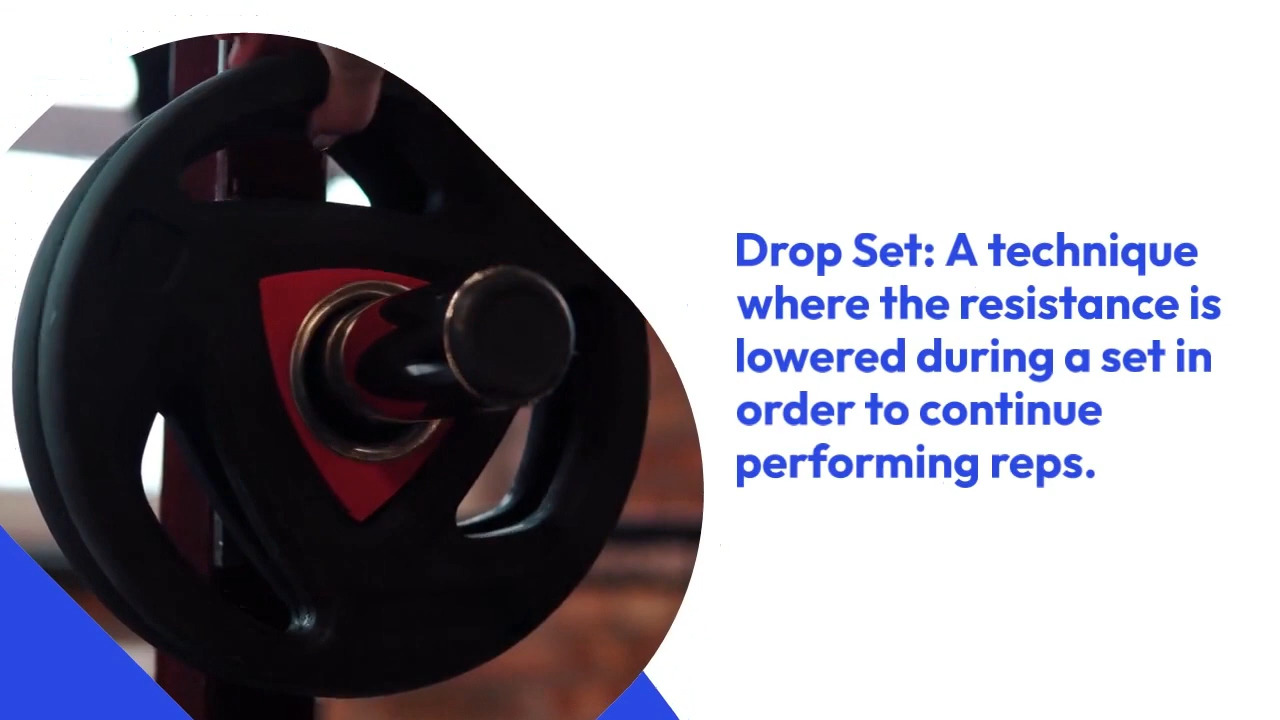 Drop Set: A technique
where the resistance is
lowered during a set in
order to continue
performing reps.